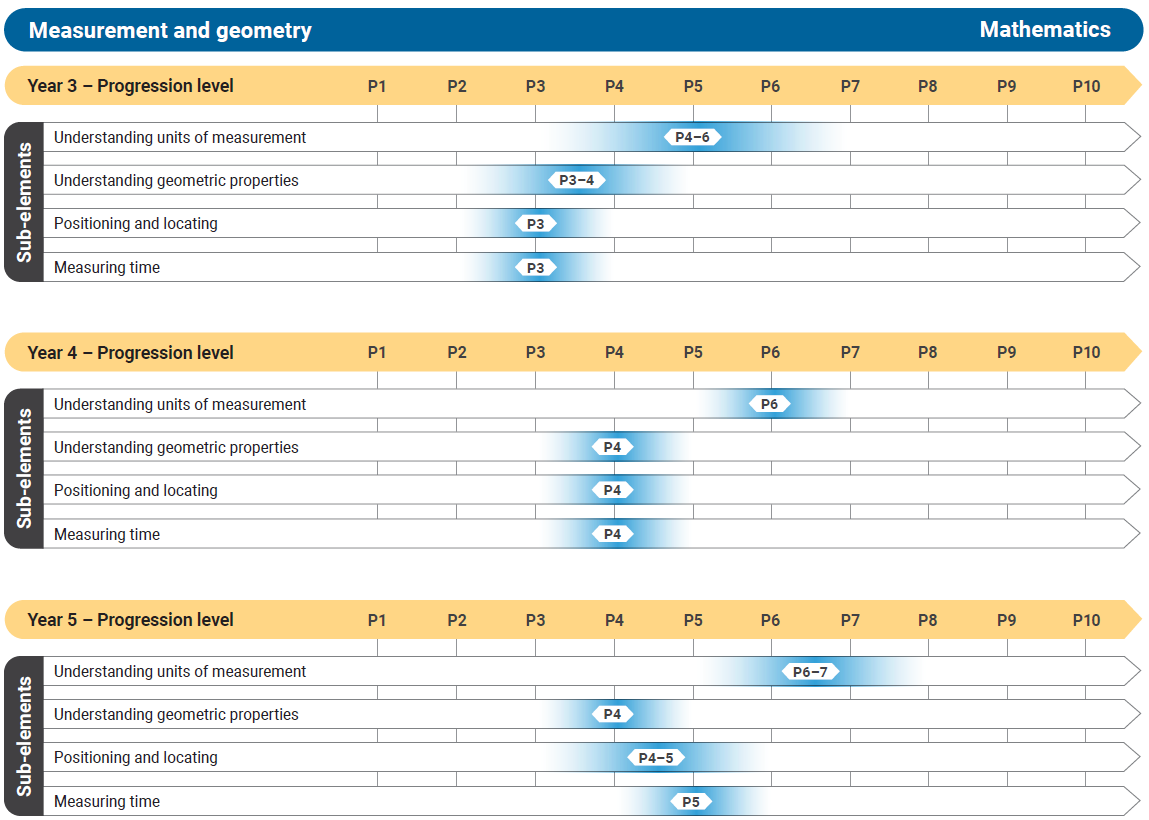 Measurement and geometry Mathematics
Year 3 – Progression level P1 P2 P3 P4 P5 P6 P7 P8 P9 P10
Sub-elements
Understanding units of measurement P4–6
Understanding geometric properties P3–4
Positioning and locating P3
Measuring time P3
Year 4 – Progression level P1 P2 P3 P4 P5 P6 P7 P8 P9 P10
Sub-elements
Understanding units of measurement P6
Understanding geometric properties P4
Positioning and locating P4
Measuring time P4
Year 5 – Progression level P1 P2 P3 P4 P5 P6 P7 P8 P9 P10
Sub-elements
Understanding units of measurement P6–7
Understanding geometric properties P4
Positioning and locating P4–5
Measuring time P5